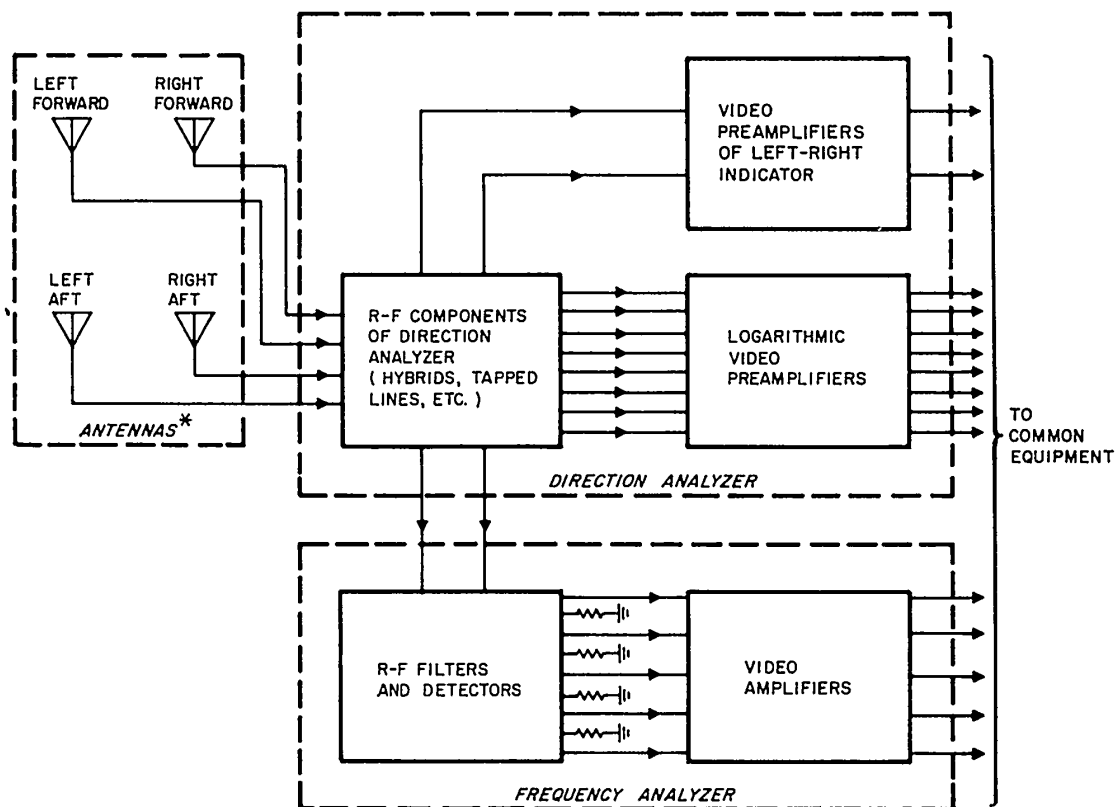 LEFT
FORWARD
RIGHT
FORWARD
LEFT
AFT
RIGHT
AFT
ANTENNAS*
VIDEO
PREAMPLIFIERS
OF LEFT-RIGHT
INDICATOR
R-F COMPONENTS
OF DIRECTION
ANALYZER
( HYBRIDS, TAPPED
LINES, ETC. )
LOGARITHMIC
VIDEO
PREAMPLIFIERS
DIRECTION ANALYZER
TO
COMMON
EQUIPMENT
R-F FILTERS
AND DETECTORS
VIDEO
AMPLIFIERS
FREQUENCY ANALYZER